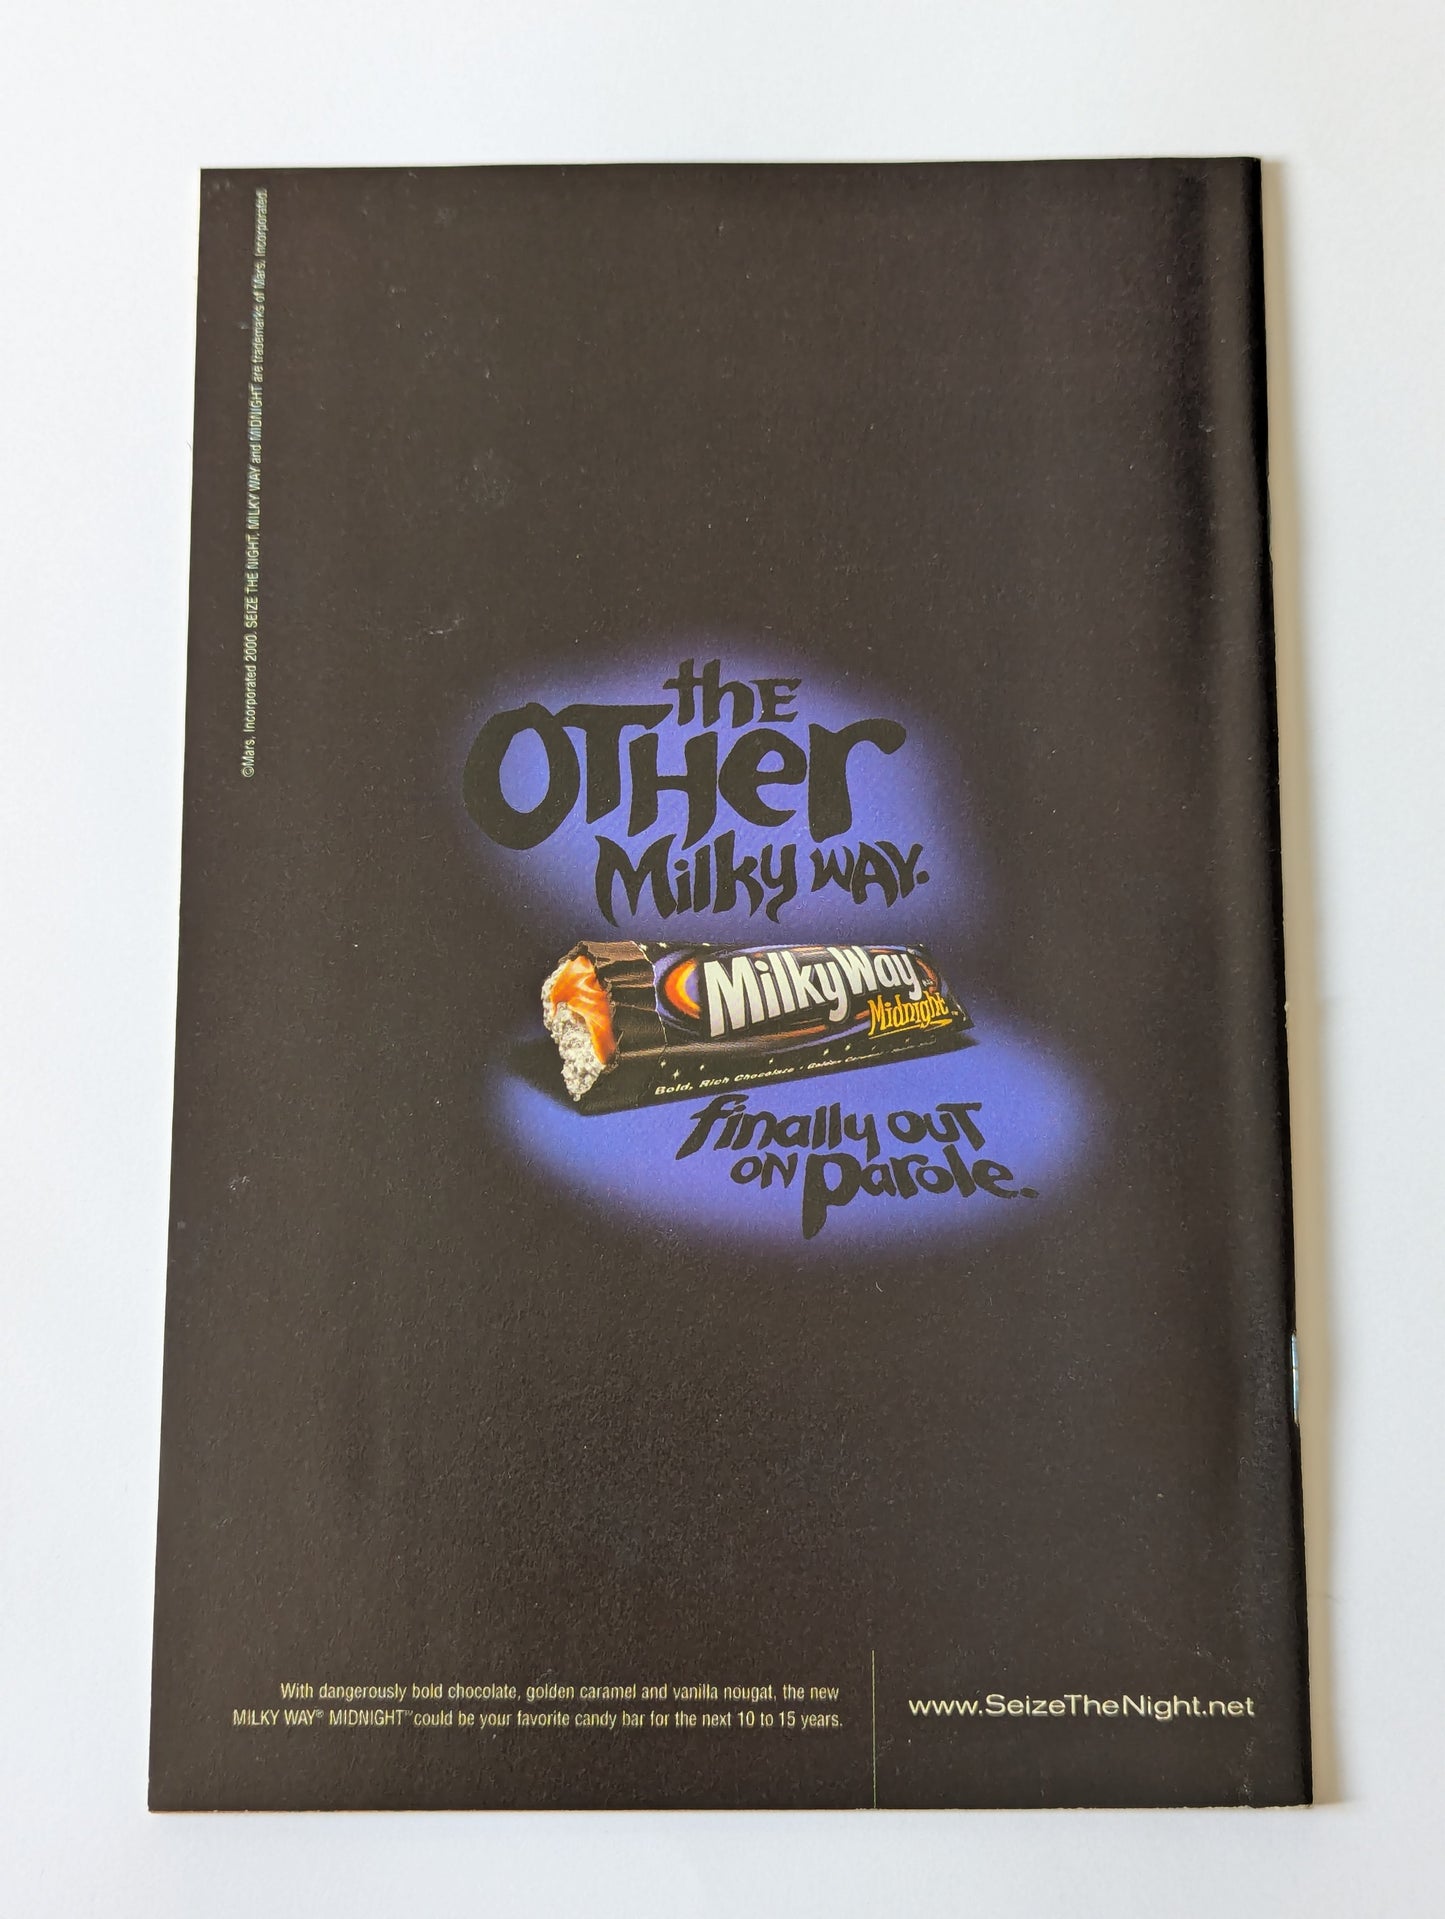 ©Mars, Incorporated 2000. SEIZE THE NIGHT, MILKY WAY and MIDNIGHT are trademarks of Mars, Incorporated.
the
OTHer
Milky WAY.
MilkyWay
Midnight™
Bold, Rich Chocolate • Golden Caramel
finally out
ON parole.
With dangerously bold chocolate, golden caramel and vanilla nougat, the new
MILKY WAY® MIDNIGHT™ could be your favorite candy bar for the next 10 to 15 years.
www.SeizeTheNight.net